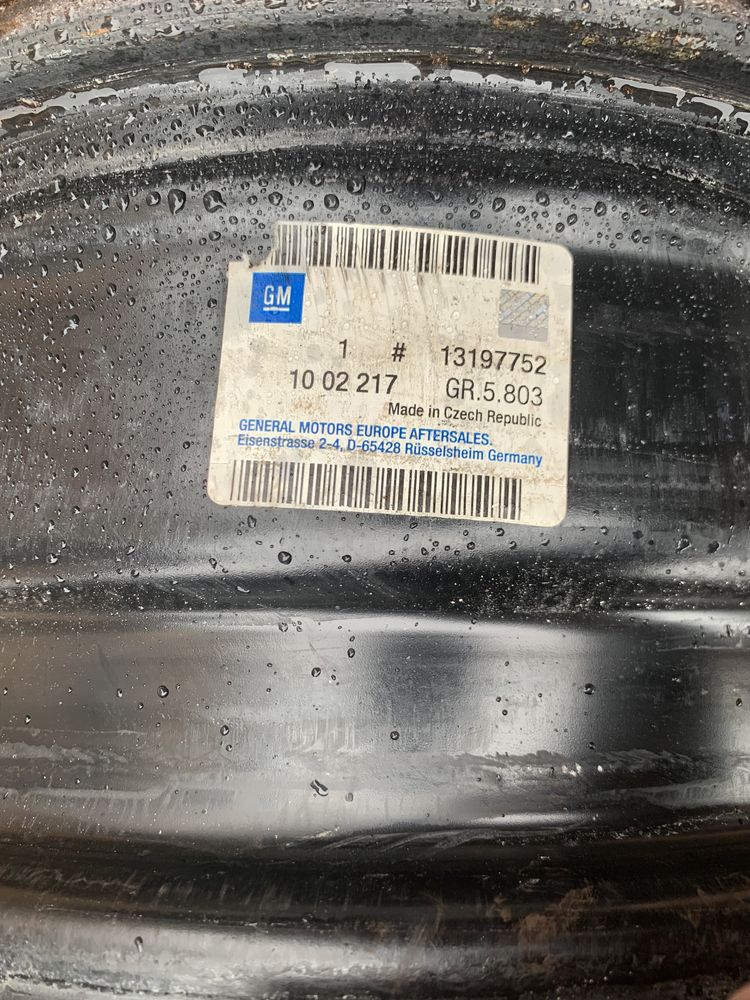 GM
1 # 13197752
10 02 217 GR.5.803
Made in Czech Republic
GENERAL MOTORS EUROPE AFTERSALES.
Eisenstrasse 2-4, D-65428 Rüsselsheim Germany